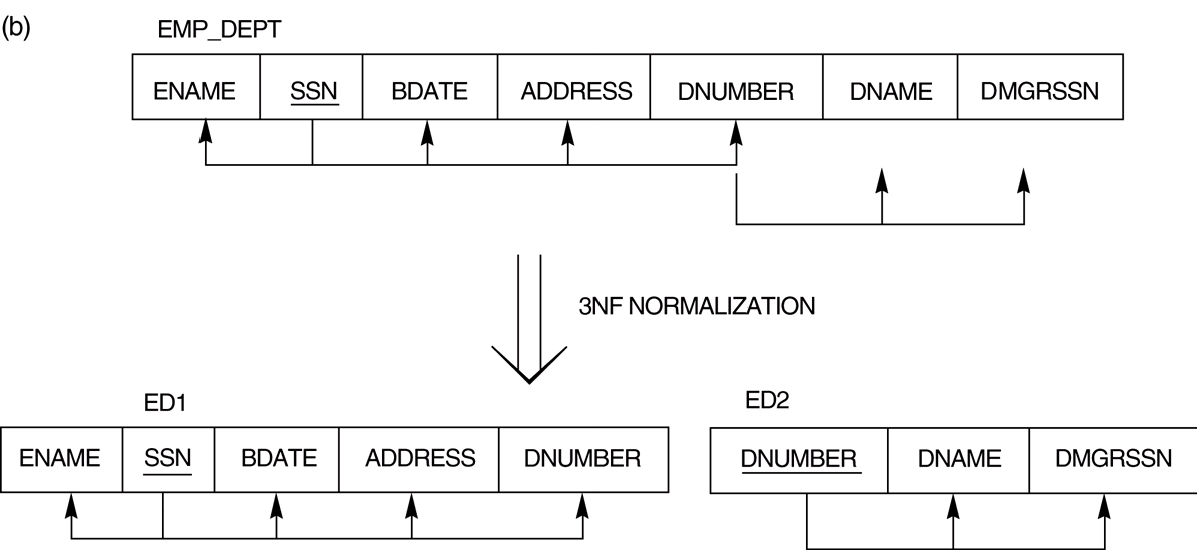 (b)
EMP_DEPT
ENAME SSN BDATE ADDRESS DNUMBER DNAME DMGRSSN
3NF NORMALIZATION
ED1
ENAME SSN BDATE ADDRESS DNUMBER
ED2
DNUMBER DNAME DMGRSSN